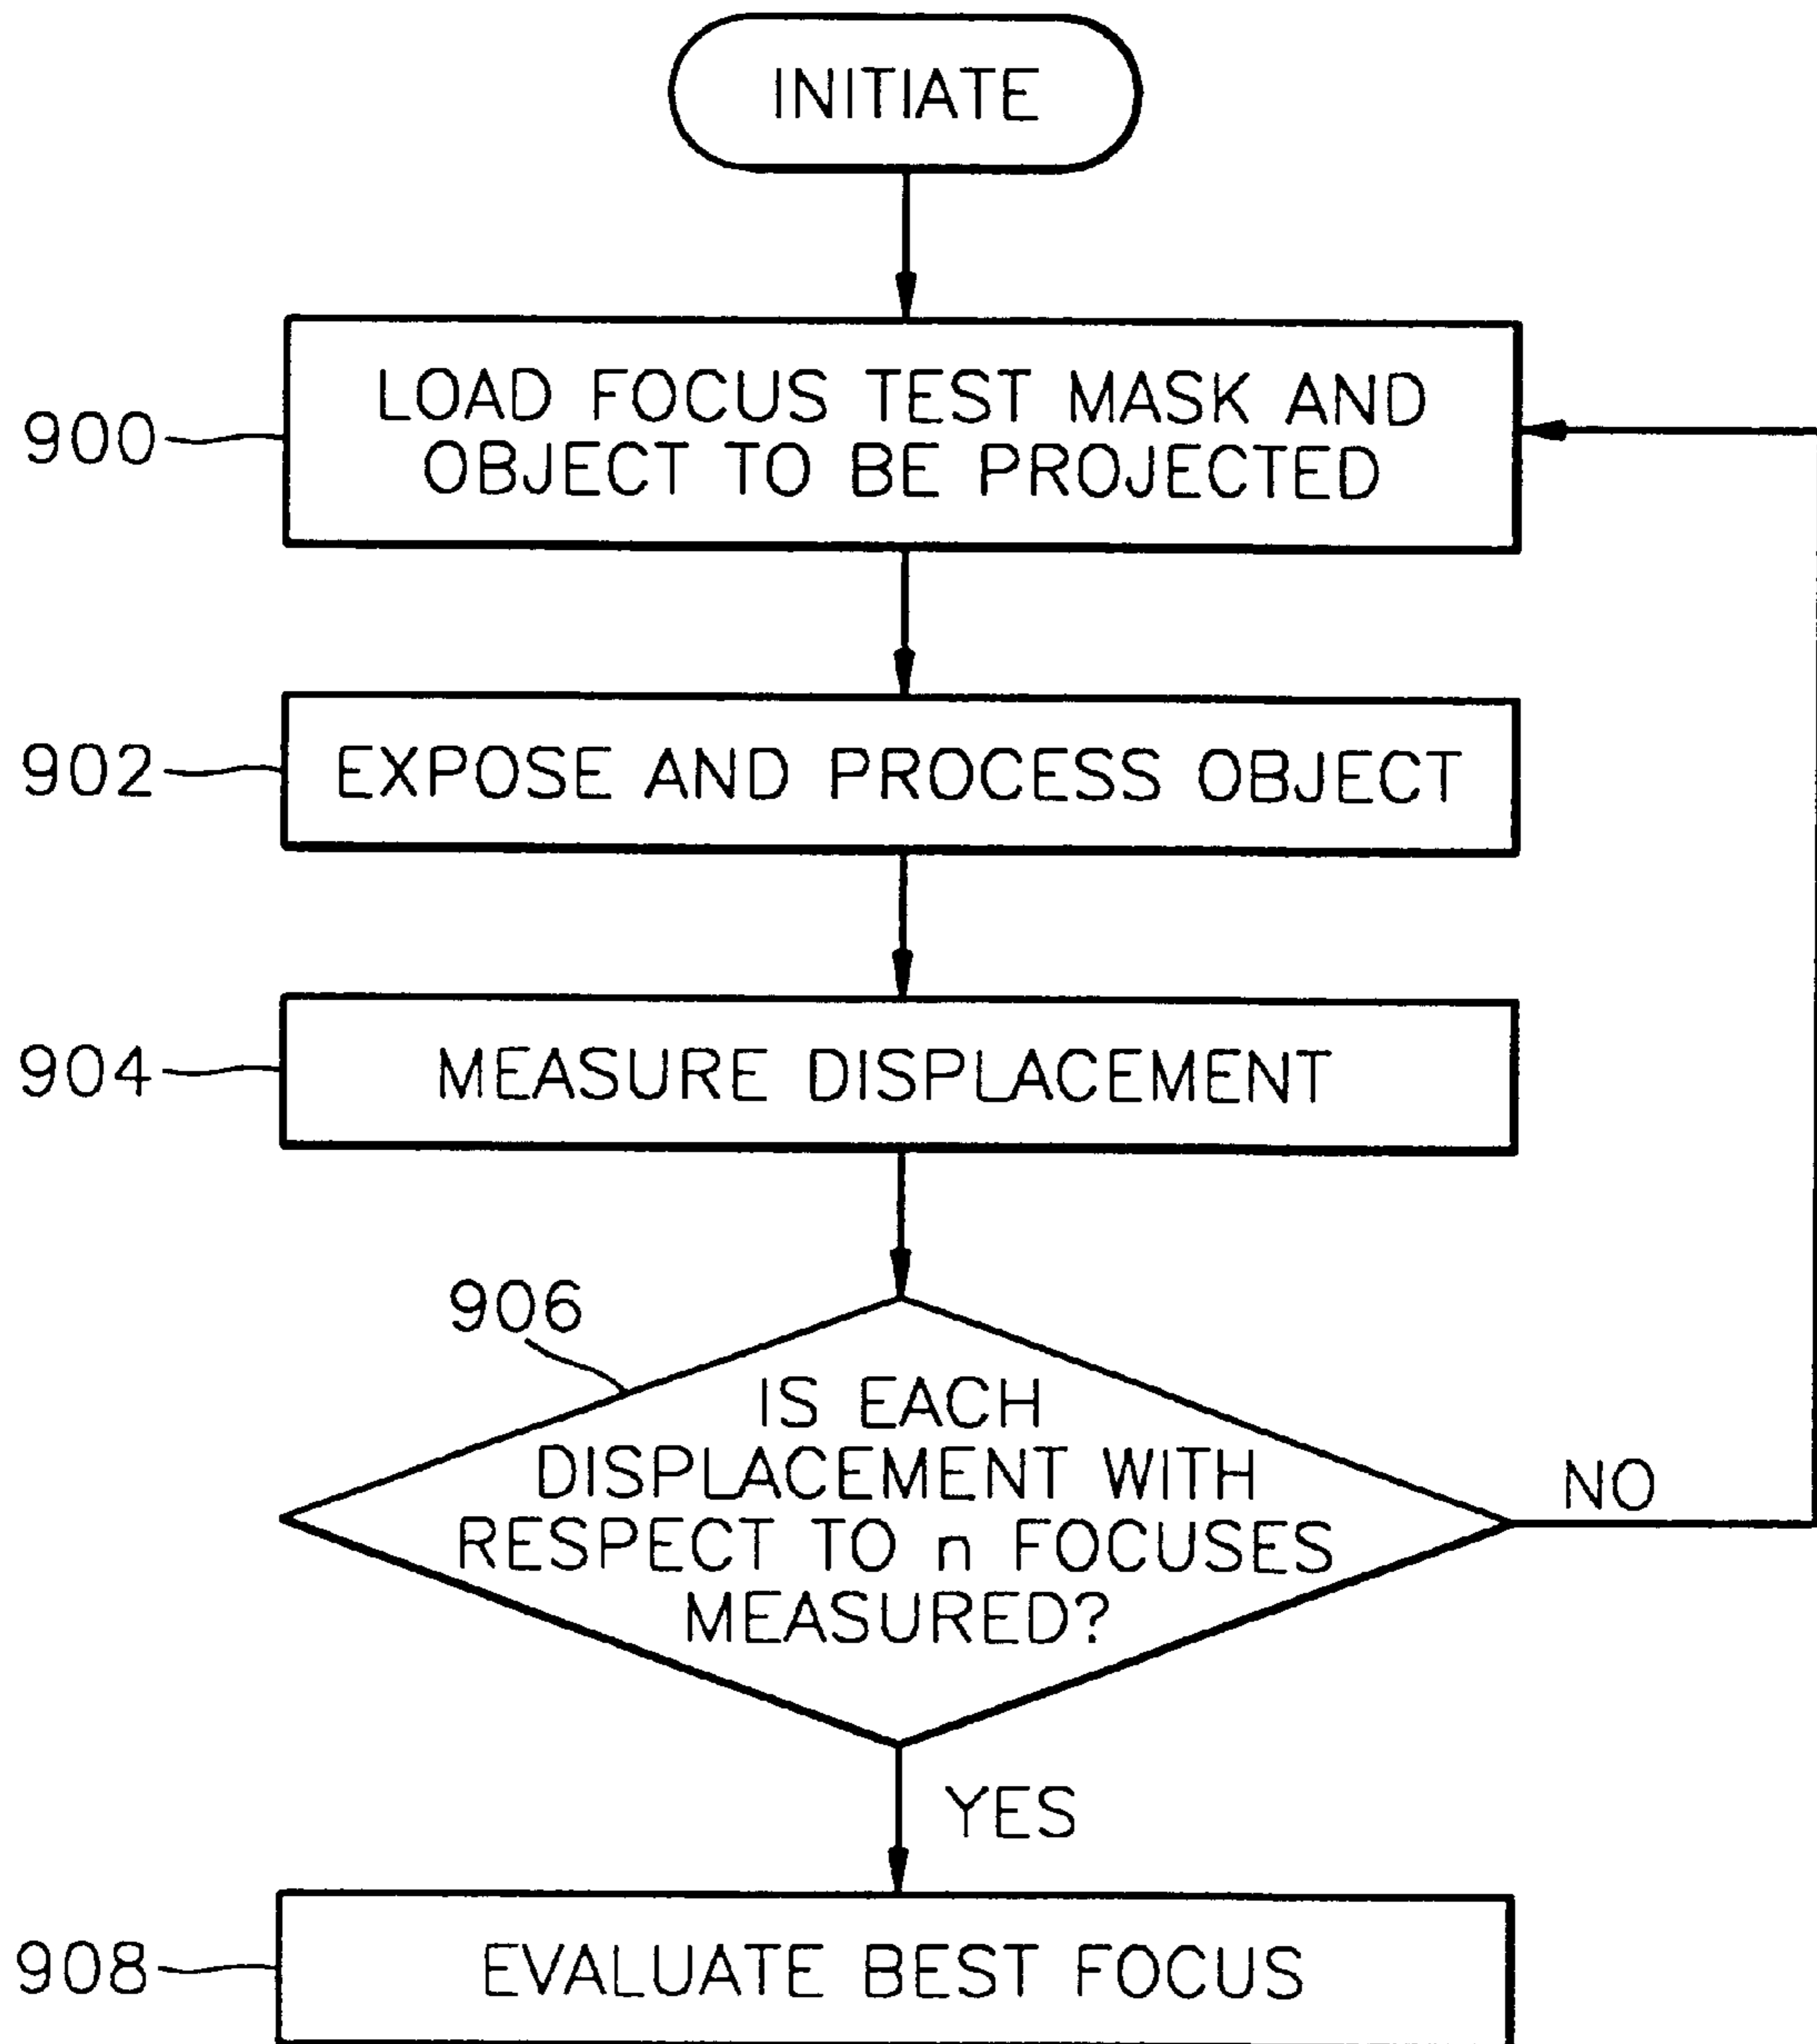 INITIATE
900
LOAD FOCUS TEST MASK AND
OBJECT TO BE PROJECTED
902
EXPOSE AND PROCESS OBJECT
904
MEASURE DISPLACEMENT
906
IS EACH
DISPLACEMENT WITH
RESPECT TO n FOCUSES
MEASURED?
NO
YES
908
EVALUATE BEST FOCUS